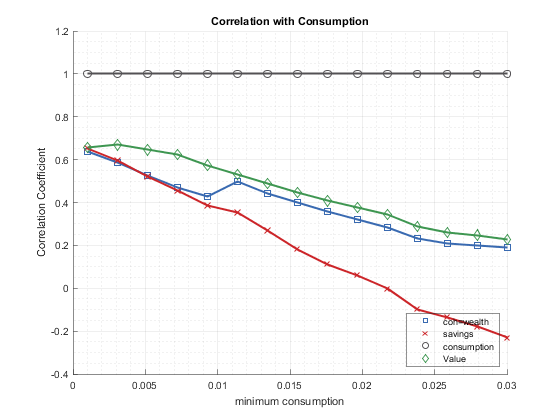 Correlation with Consumption
1.2
1
0.8
0.6
0.4
0.2
0
-0.2
-0.4
Correlation Coefficient
0
0.005
0.01
0.015
0.02
0.025
0.03
minimum consumption
con-wealth
savings
consumption
Value